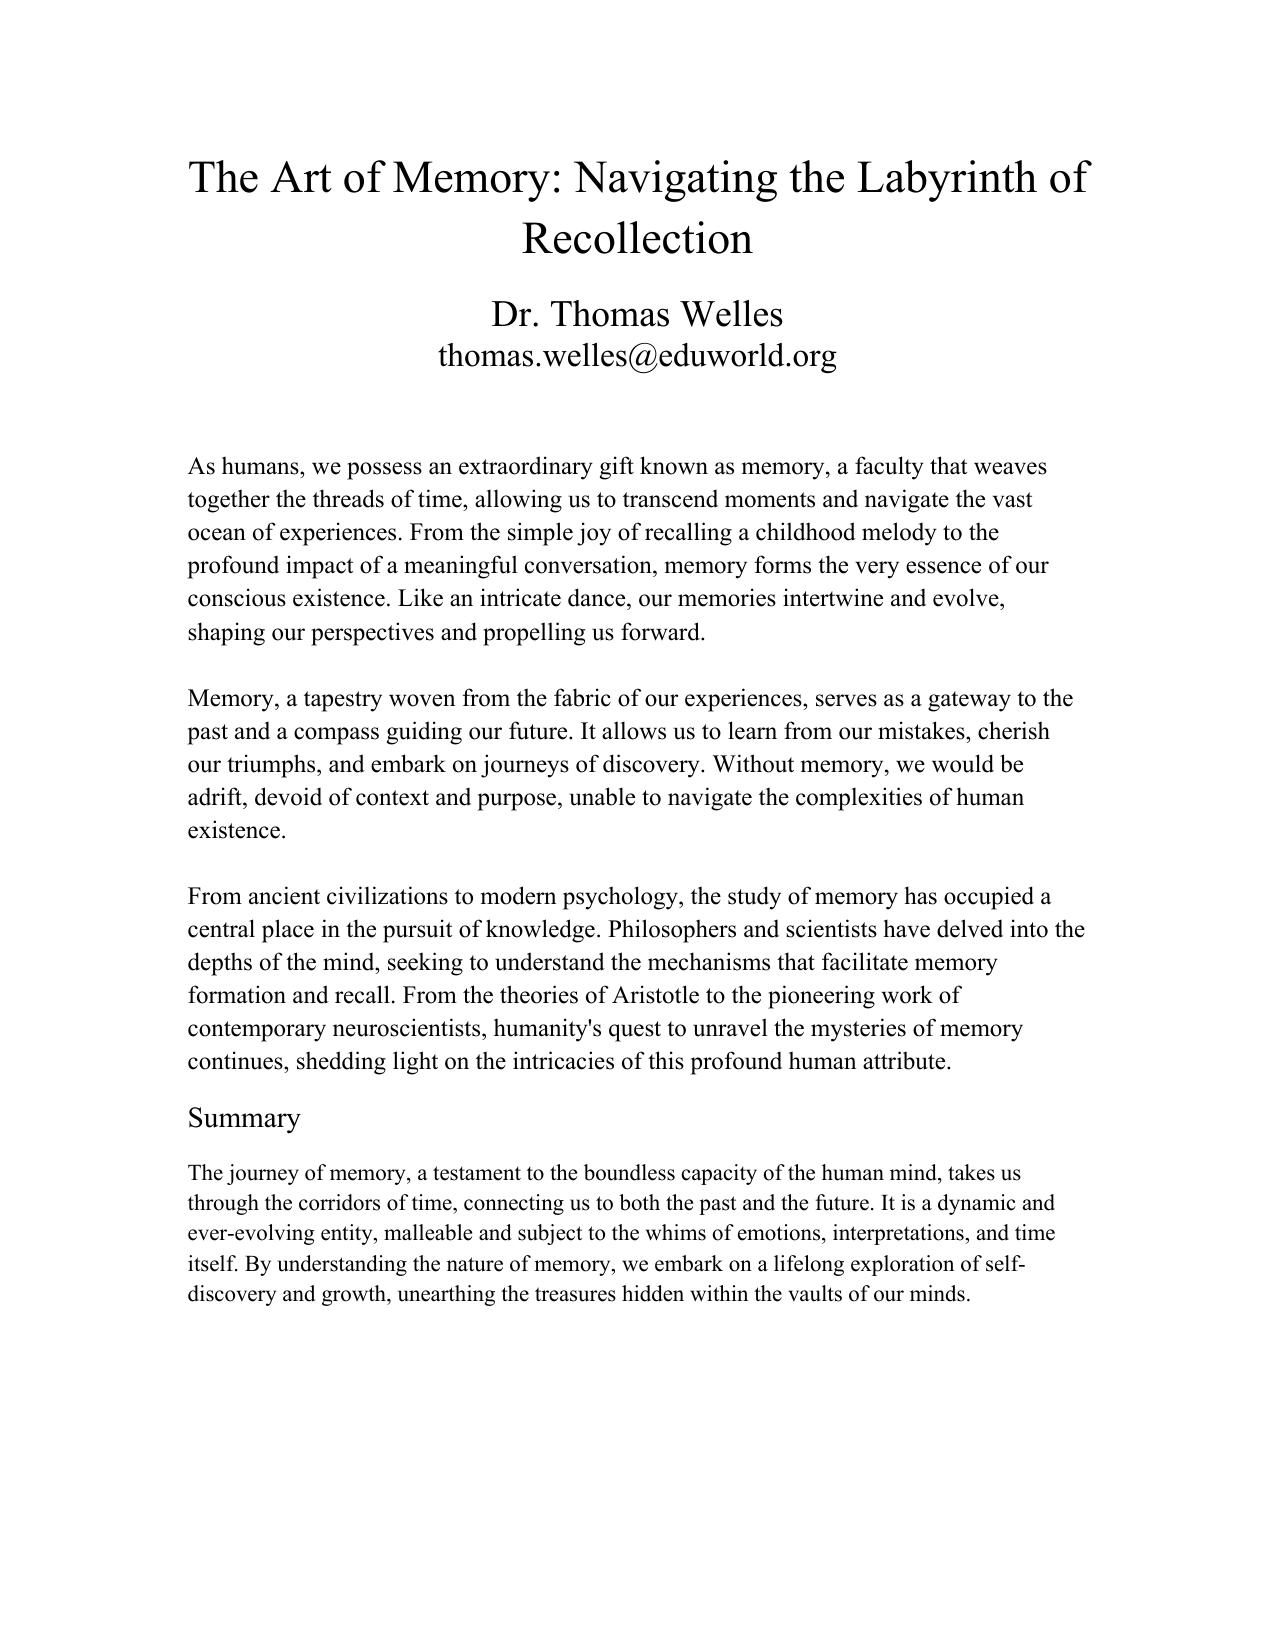 The Art of Memory: Navigating the Labyrinth of
Recollection
Dr. Thomas Welles
thomas.welles@eduworld.org
As humans, we possess an extraordinary gift known as memory, a faculty that weaves
together the threads of time, allowing us to transcend moments and navigate the vast
ocean of experiences. From the simple joy of recalling a childhood melody to the
profound impact of a meaningful conversation, memory forms the very essence of our
conscious existence. Like an intricate dance, our memories intertwine and evolve,
shaping our perspectives and propelling us forward.
Memory, a tapestry woven from the fabric of our experiences, serves as a gateway to the
past and a compass guiding our future. It allows us to learn from our mistakes, cherish
our triumphs, and embark on journeys of discovery. Without memory, we would be
adrift, devoid of context and purpose, unable to navigate the complexities of human
existence.
From ancient civilizations to modern psychology, the study of memory has occupied a
central place in the pursuit of knowledge. Philosophers and scientists have delved into the
depths of the mind, seeking to understand the mechanisms that facilitate memory
formation and recall. From the theories of Aristotle to the pioneering work of
contemporary neuroscientists, humanity's quest to unravel the mysteries of memory
continues, shedding light on the intricacies of this profound human attribute.
Summary
The journey of memory, a testament to the boundless capacity of the human mind, takes us
through the corridors of time, connecting us to both the past and the future. It is a dynamic and
ever-evolving entity, malleable and subject to the whims of emotions, interpretations, and time
itself. By understanding the nature of memory, we embark on a lifelong exploration of self-
discovery and growth, unearthing the treasures hidden within the vaults of our minds.